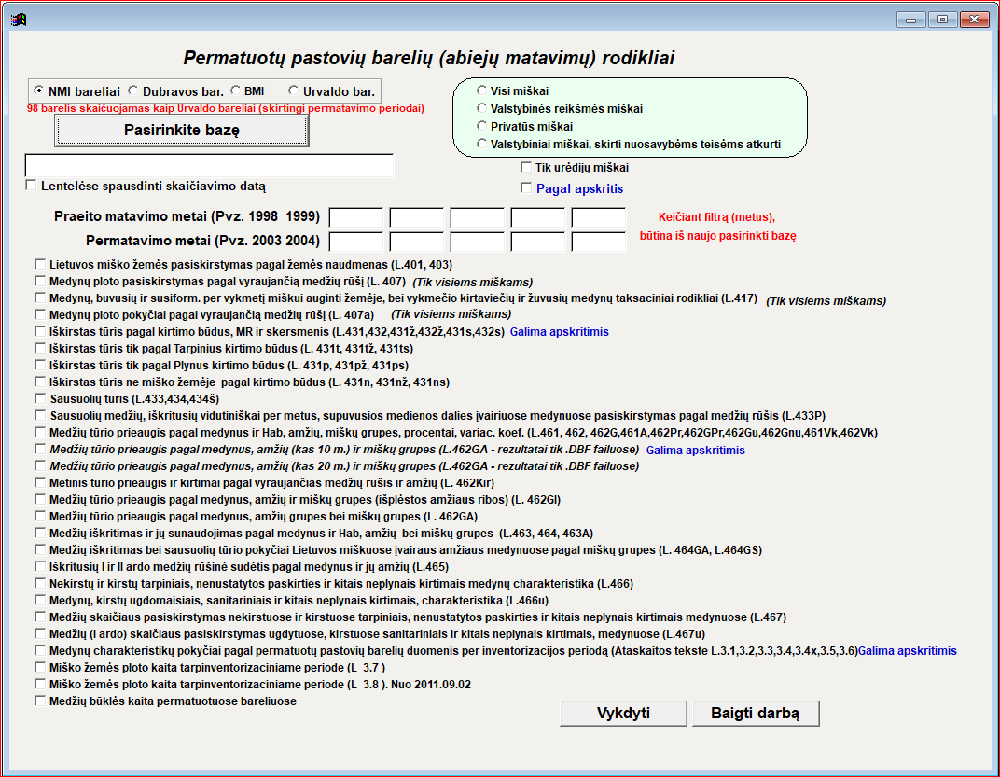 Permatuotų pastovių barelių (abiejų matavimų) rodikliai
NMI bareliai Dubravos bar. BMI Urvaldo bar.
98 barelis skaičuojamas kaip Urvaldo bareliai (skirtingi permatavimo periodai)
Pasirinkite bazę
Visi miškai
Valstybinės reikšmės miškai
Privatūs miškai
Valstybiniai miškai, skirti nuosavybėms teisėms atkurti
Tik urėdijų miškai
Pagal apskritis
Lentelėse spausdinti skaičiavimo datą
Praeito matavimo metai (Pvz. 1998 1999)
Permatavimo metai (Pvz. 2003 2004)
Keičiant filtrą (metus),
būtina iš naujo pasirinkti bazę
Lietuvos miško žemės pasiskirstymas pagal žemės naudmenas (L.401, 403)
Medynų ploto pasiskirstymas pagal vyraujančią medžių rūšį (L. 407) (Tik visiems miškams)
Medynų, buvusių ir susiform. per vykmetį miškui auginti žemėje, bei vykmečio kirtaviečių ir žuvusių medynų taksaciniai rodikliai (L.417) (Tik visiems miškams)
Medynų ploto pokyčiai pagal vyraujančią medžių rūšį (L. 407a) (Tik visiems miškams)
Iškirstas tūris pagal kirtimo būdus, MR ir skersmenis (L.431,432,431ž,432ž,431s,432s) Galima apskritimis
Iškirstas tūris tik pagal Tarpinius kirtimo būdus (L. 431t, 431tž, 431ts)
Iškirstas tūris tik pagal Plynus kirtimo būdus (L. 431p, 431pž, 431ps)
Iškirstas tūris ne miško žemėje pagal kirtimo būdus (L. 431n, 431nž, 431ns)
Sausuolių tūris (L.433,434,434š)
Sausuolių medžių, iškritusių vidutiniškai per metus, supuvusios medienos dalies įvairiuose medynuose pasiskirstymas pagal medžių rūšis (L.433P)
Medžių tūrio prieaugis pagal medynus ir Hab, amžių, miškų grupes, procentai, variac. koef. (L.461, 462, 462G,461A,462Pr,462GPr,462Gu,462Gnu,461Vk,462Vk)
Medžių tūrio prieaugis pagal medynus, amžių (kas 10 m.) ir miškų grupes (L.462GA - rezultatai tik .DBF failuose) Galima apskritimis
Medžių tūrio prieaugis pagal medynus, amžių (kas 20 m.) ir miškų grupes (L.462GA - rezultatai tik .DBF failuose)
Metinis tūrio prieaugis ir kirtimai pagal vyraujančias medžių rūšis ir amžių (L. 462Kir)
Medžių tūrio prieaugis pagal medynus, amžių ir miškų grupes (išplėstos amžiaus ribos) (L. 462GI)
Medžių tūrio prieaugis pagal medynus, amžių grupes bei miškų grupes (L. 462GA)
Medžių iškritimas ir jų sunaudojimas pagal medynus ir Hab, amžių bei miškų grupes (L.463, 464, 463A)
Medžių iškritimas bei sausuolių tūrio pokyčiai Lietuvos miškuose įvairaus amžiaus medynuose pagal miškų grupes (L. 464GA, L.464GS)
Iškritusių I ir II ardo medžių rūšinė sudėtis pagal medynus ir jų amžių (L.465)
Nekirstų ir kirstų tarpiniais, nenustatytos paskirties ir kitais neplynais kirtimais medynų charakteristika (L.466)
Medynų, kirstų ugdomaisiais, sanitariniais ir kitais neplynais kirtimais, charakteristika (L.466u)
Medžių skaičiaus pasiskirstymas nekirstuose ir kirstuose tarpiniais, nenustatytos paskirties ir kitais neplynais kirtimais medynuose (L.467)
Medžių (I ardo) skaičiaus pasiskirstymas ugdytuose, kirstuose sanitariniais ir kitais neplynais kirtimais, medynuose (L.467u)
Medynų charakteristikų pokyčiai pagal permatuotų pastovių barelių duomenis per inventorizacijos periodą (Ataskaitos tekste L.3.1,3.2,3.3,3.4,3.4x,3.5,3.6)Galima apskritimis
Miško žemės ploto kaita tarpinventorizaciniame periode (L 3.7 )
Miško žemės ploto kaita tarpinventorizaciniame periode (L 3.8 ). Nuo 2011.09.02
Medžių būklės kaita permatuotuose bareliuose
Vykdyti Baigti darbą